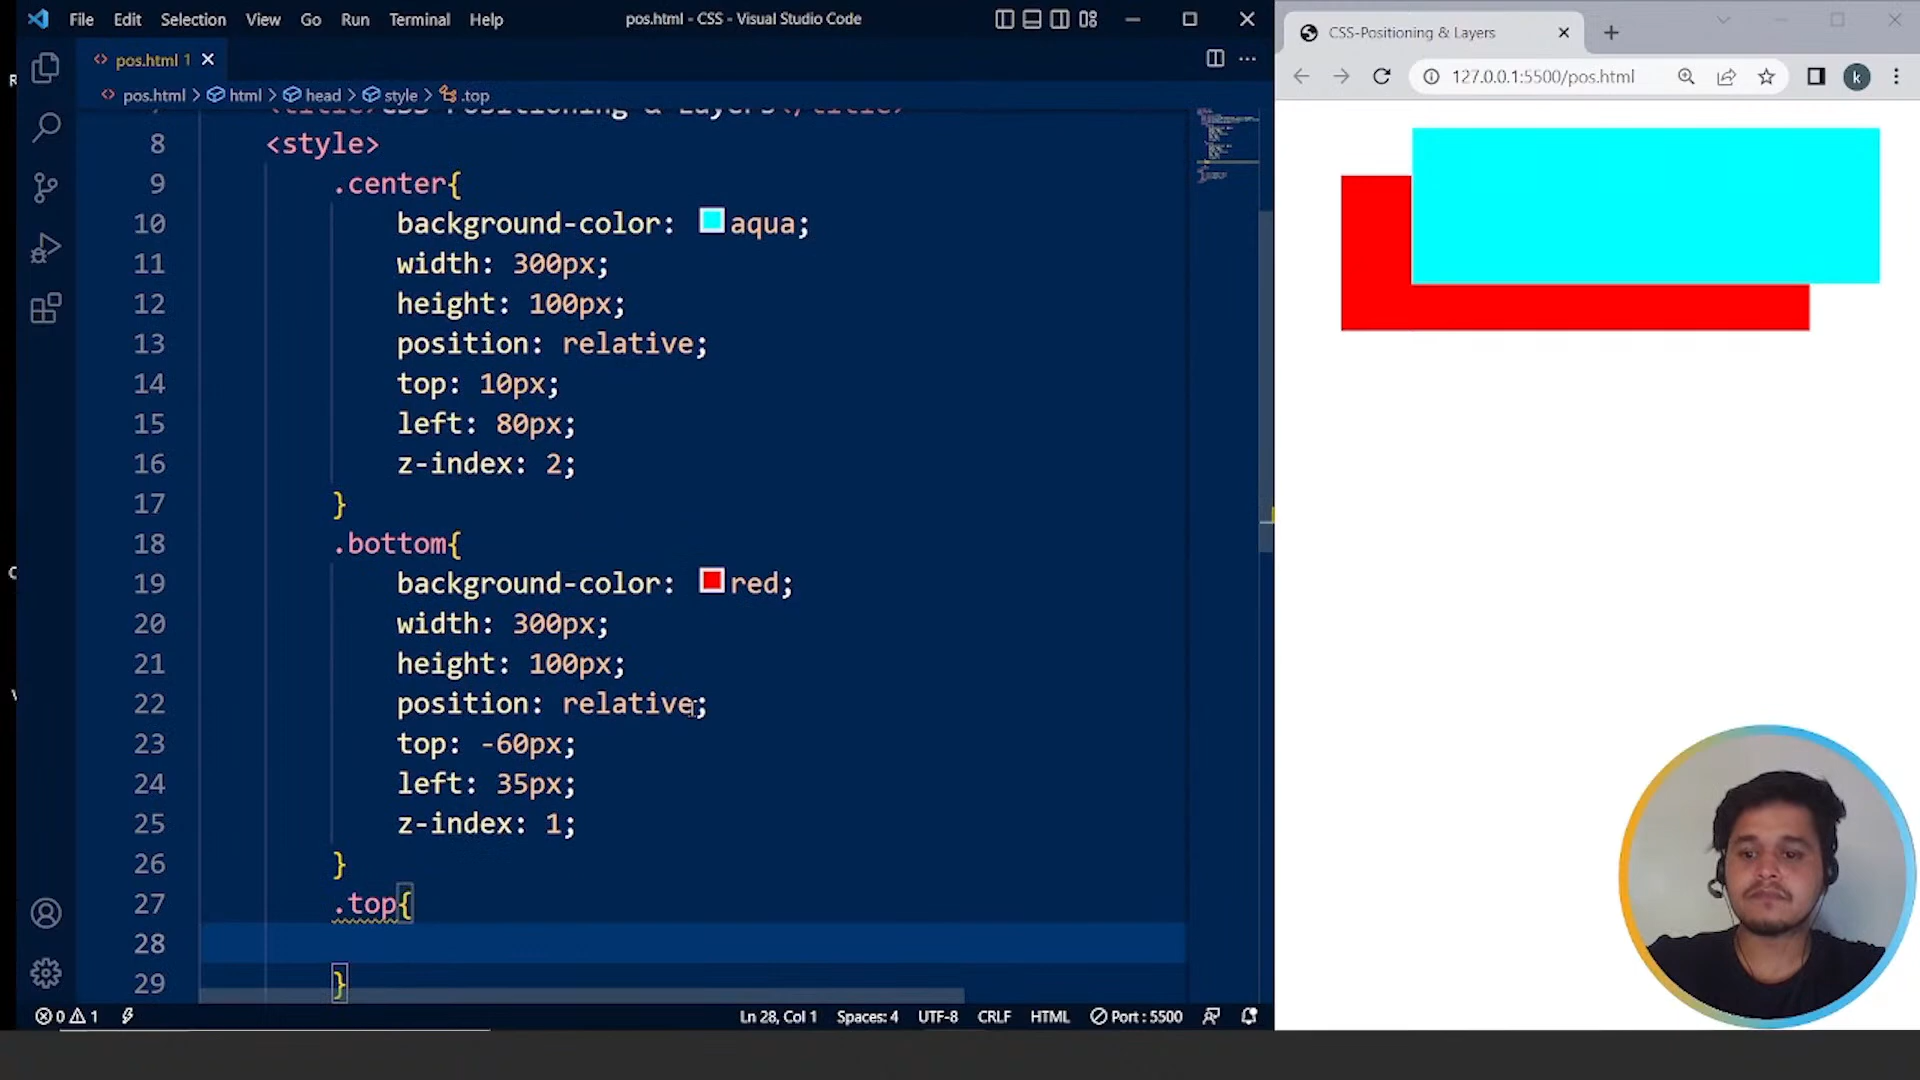 File Edit Selection View Go Run Terminal Help pos.html - CSS - Visual Studio Code
pos.html 1
pos.html > html > head > style > .top
<title>CSS-Positioning & Layers</title>
8 <style>
9 .center{
10 background-color: aqua;
11 width: 300px;
12 height: 100px;
13 position: relative;
14 top: 10px;
15 left: 80px;
16 z-index: 2;
17 }
18 .bottom{
19 background-color: red;
20 width: 300px;
21 height: 100px;
22 position: relative;
23 top: -60px;
24 left: 35px;
25 z-index: 1;
26 }
27 .top{
28
29 }
0 1 Ln 28, Col 1 Spaces: 4 UTF-8 CRLF HTML Port : 5500
CSS-Positioning & Layers
127.0.0.1:5500/pos.html k